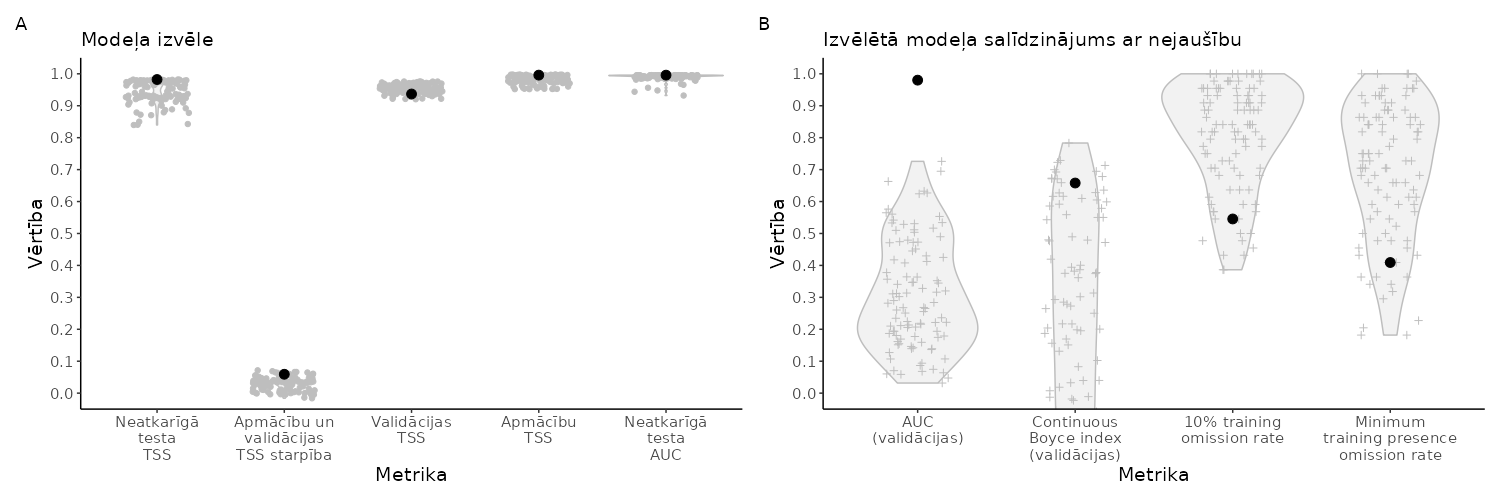 A
Modeļa izvēle
Vērtība
1.0
0.9
0.8
0.7
0.6
0.5
0.4
0.3
0.2
0.1
0.0
Neatkarīgā
testa
TSS
Apmācību un
validācijas
TSS starpība
Validācijas
TSS
Apmācību
TSS
Neatkarīgā
testa
AUC
Metrika
B
Izvēlētā modeļa salīdzinājums ar nejaušību
Vērtība
1.0
0.9
0.8
0.7
0.6
0.5
0.4
0.3
0.2
0.1
0.0
AUC
(validācijas)
Continuous
Boyce index
(validācijas)
10% training
omission rate
Minimum
training presence
omission rate
Metrika